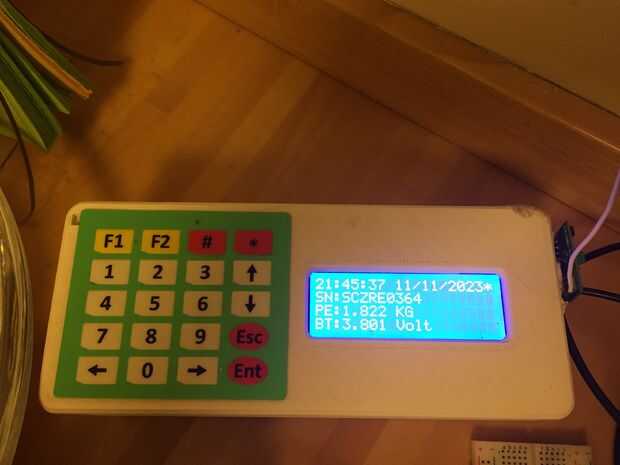 F1 F2 # *
1 2 3 ↑
4 5 6 ↓
7 8 9 Esc
← 0 → Ent
21:45:37 11/11/2023*
SN:SCZRE0364
PE:1.822 KG
BT:3.801 Volt